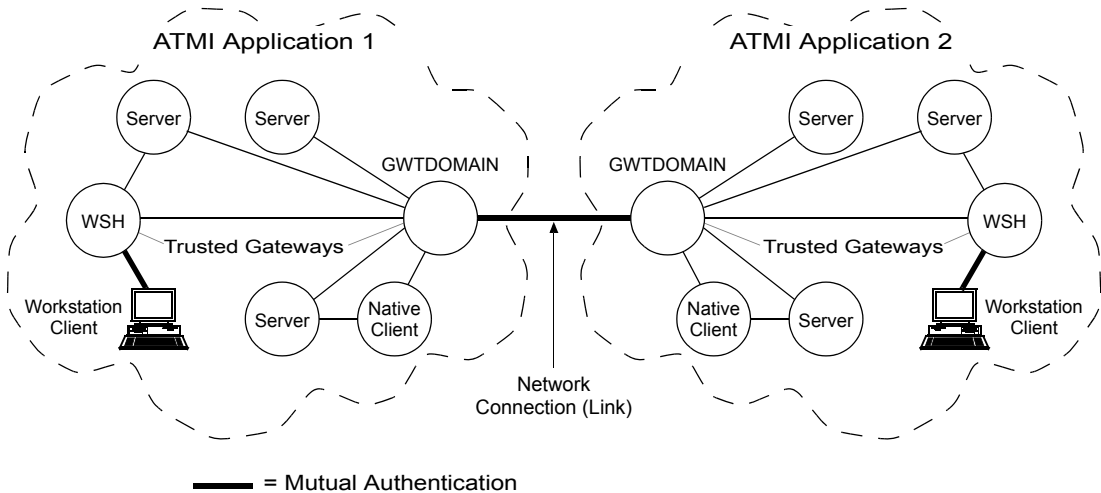 ATMI Application 1
ATMI Application 2
Server
Server
Server
Server
GWTDOMAIN
GWTDOMAIN
WSH
WSH
Trusted Gateways
Trusted Gateways
Workstation
Client
Server
Native
Client
Native
Client
Server
Workstation
Client
Network
Connection (Link)
= Mutual Authentication